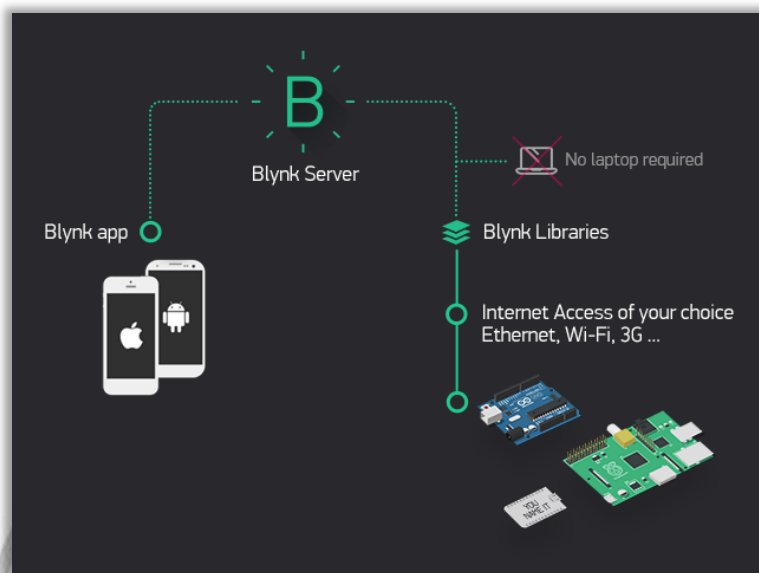 B
Blynk Server
No laptop required
Blynk app
Blynk Libraries
Internet Access of your choice
Ethernet, Wi-Fi, 3G ...
YOU
NAME IT